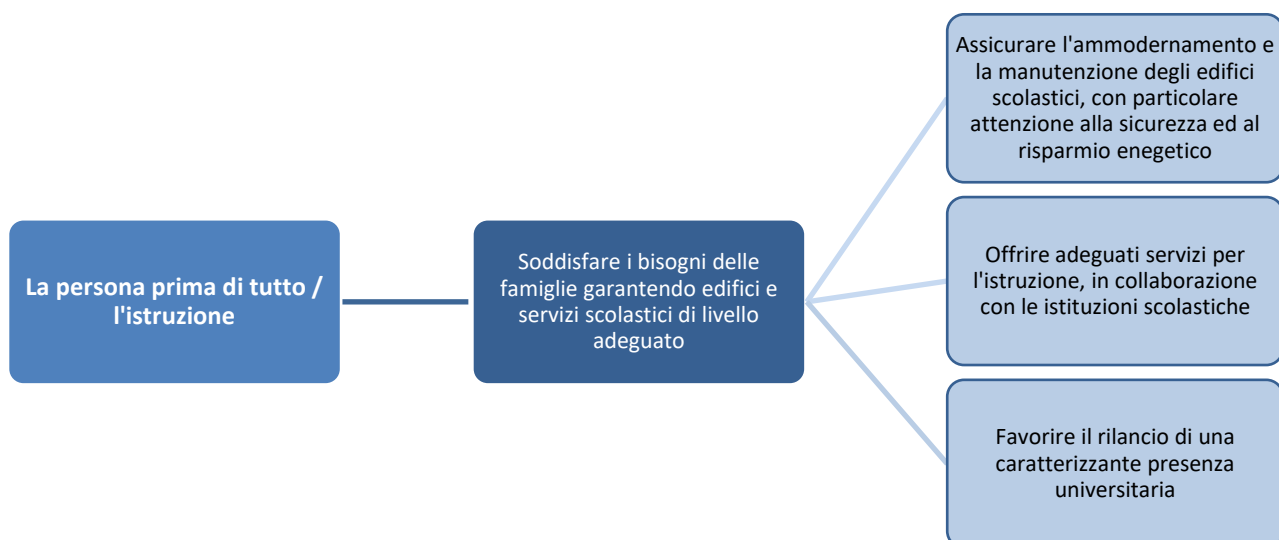 La persona prima di tutto /
l'istruzione
Soddisfare i bisogni delle
famiglie garantendo edifici e
servizi scolastici di livello
adeguato
Assicurare l'ammodernamento e
la manutenzione degli edifici
scolastici, con particolare
attenzione alla sicurezza ed al
risparmio enegetico
Offrire adeguati servizi per
l'istruzione, in collaborazione
con le istituzioni scolastiche
Favorire il rilancio di una
caratterizzante presenza
universitaria